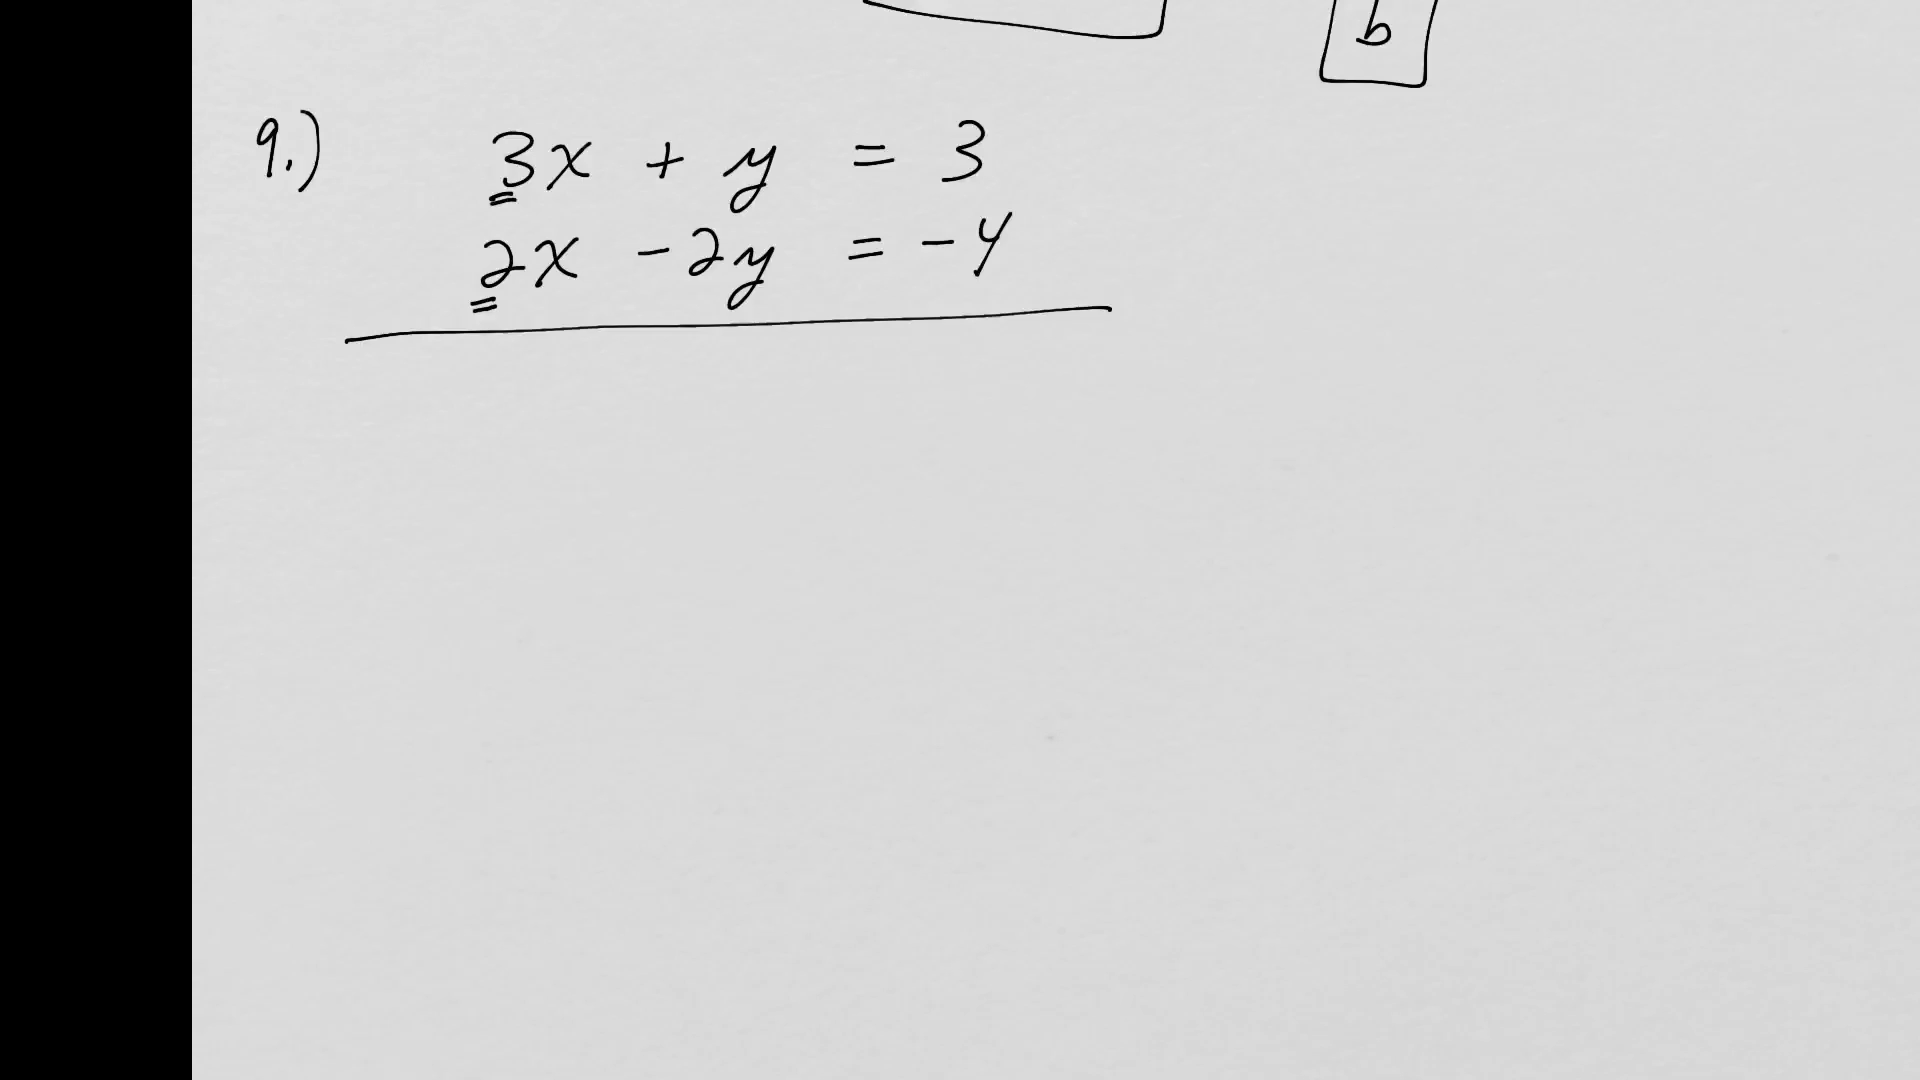 b
9.) 3x + y = 3
2x - 2y = -4